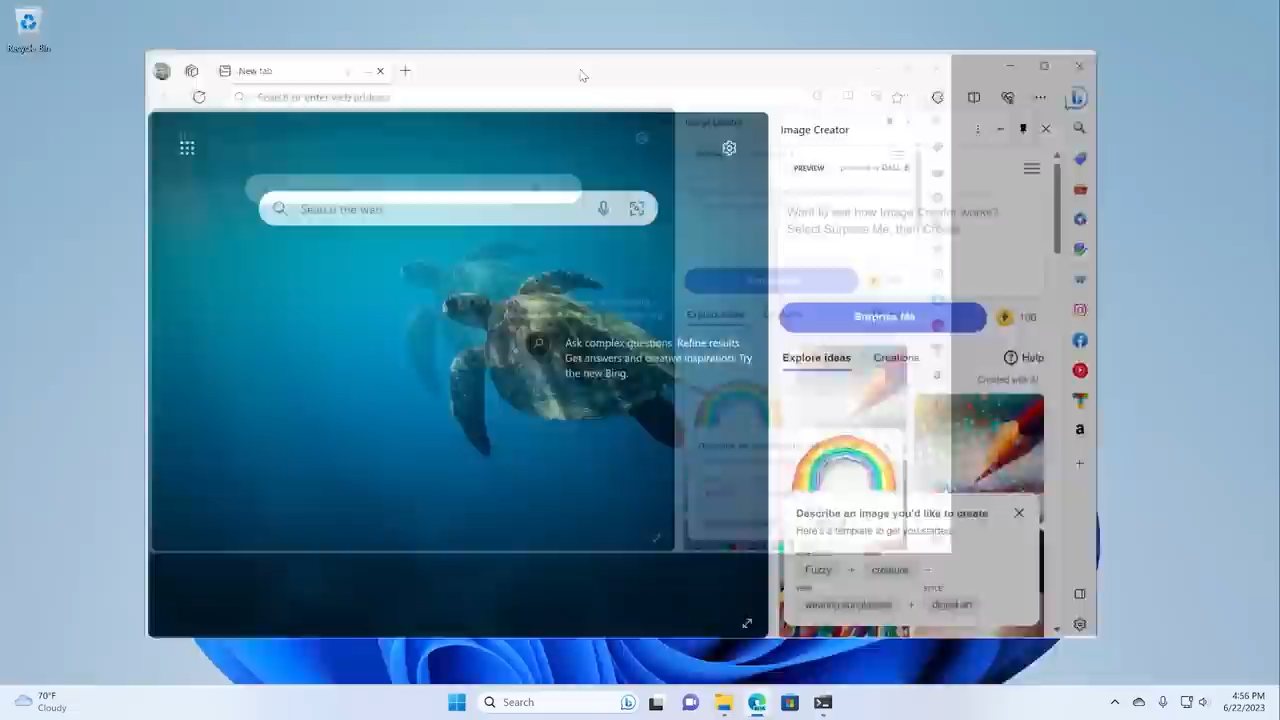 Recycle Bin
New tab
Search or enter web address
Image Creator
PREVIEW
powered by DALL·E
Search the web
Want to see how Image Creator works?
Select Surprise Me, then Create
Surprise Me
100
Ask complex questions. Refine results.
Get answers and creative inspiration. Try
the new Bing.
Explore ideas
Creations
Help
Created with AI
a
Describe an image you'd like to create
Here's a template to get you started.
Fuzzy
+
creature
+
STYLE
wearing sunglasses
+
digital art
70°F
Cloudy
Search
4:56 PM
6/22/2023